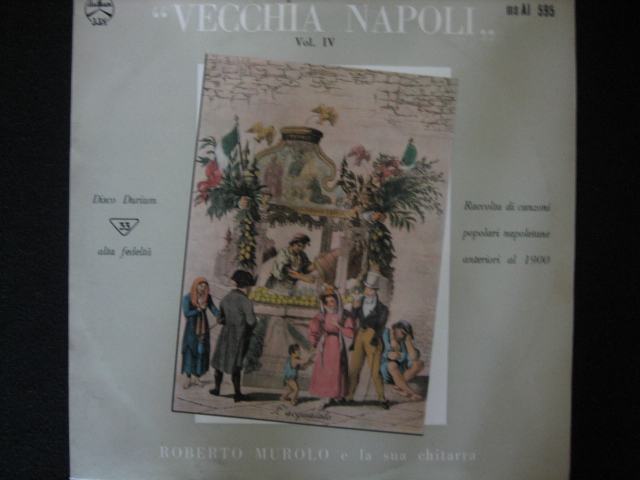 "VECCHIA NAPOLI„
Vol. IV
ms AI 595
Disco Durium
33
alta fedeltà
Raccolta di canzoni
popolari napoletane
anteriori al 1900
ROBERTO MUROLO e la sua chitarra